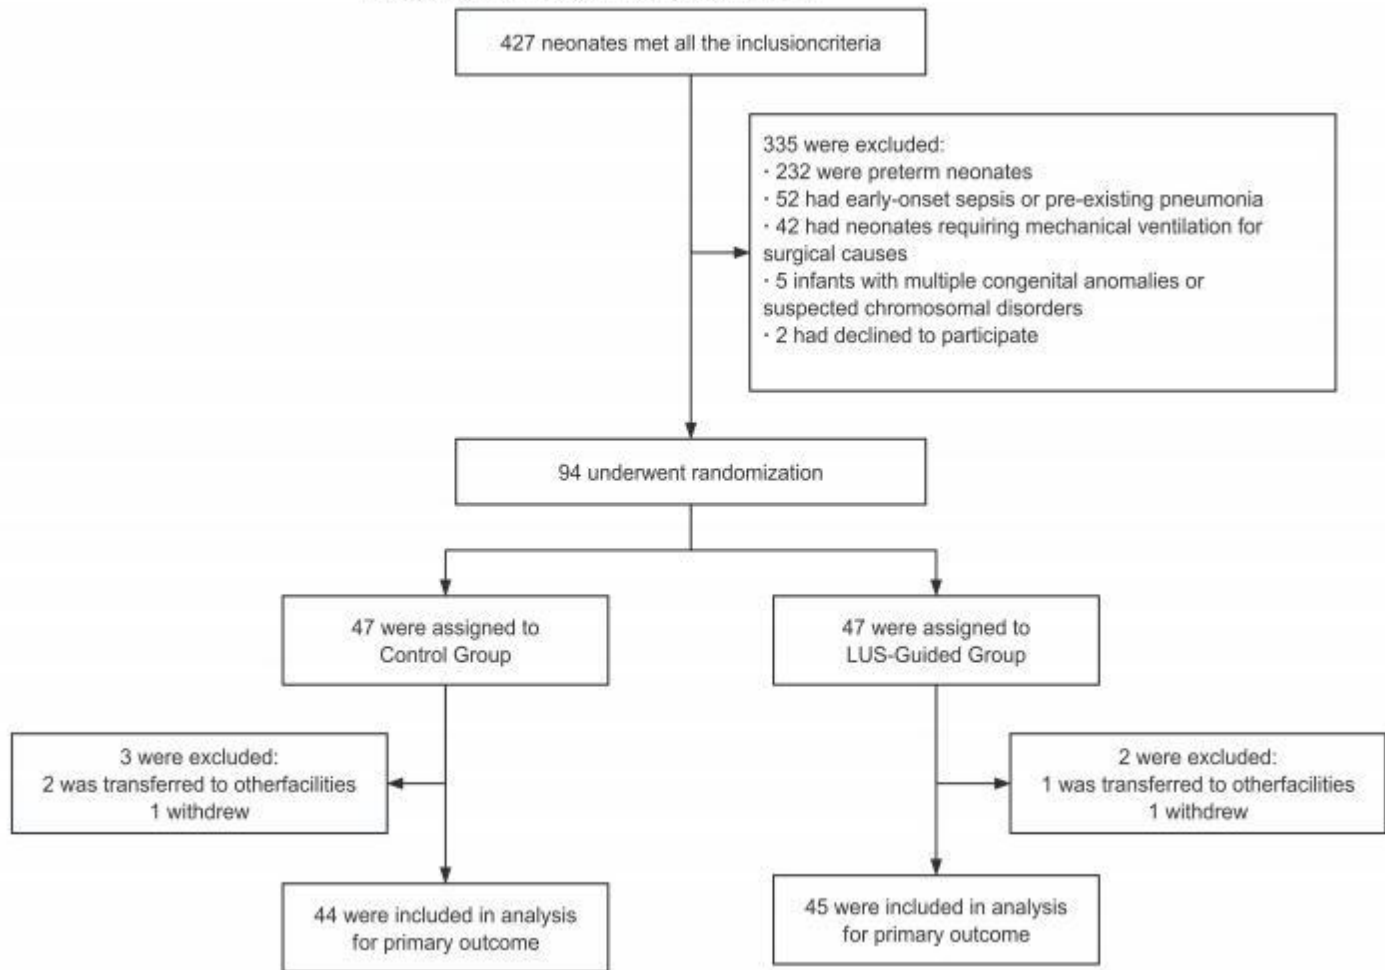 427 neonates met all the inclusioncriteria
335 were excluded:
· 232 were preterm neonates
· 52 had early-onset sepsis or pre-existing pneumonia
· 42 had neonates requiring mechanical ventilation for
surgical causes
· 5 infants with multiple congenital anomalies or
suspected chromosomal disorders
· 2 had declined to participate
94 underwent randomization
47 were assigned to
Control Group
47 were assigned to
LUS-Guided Group
3 were excluded:
2 was transferred to otherfacilities
1 withdrew
2 were excluded:
1 was transferred to otherfacilities
1 withdrew
44 were included in analysis
for primary outcome
45 were included in analysis
for primary outcome